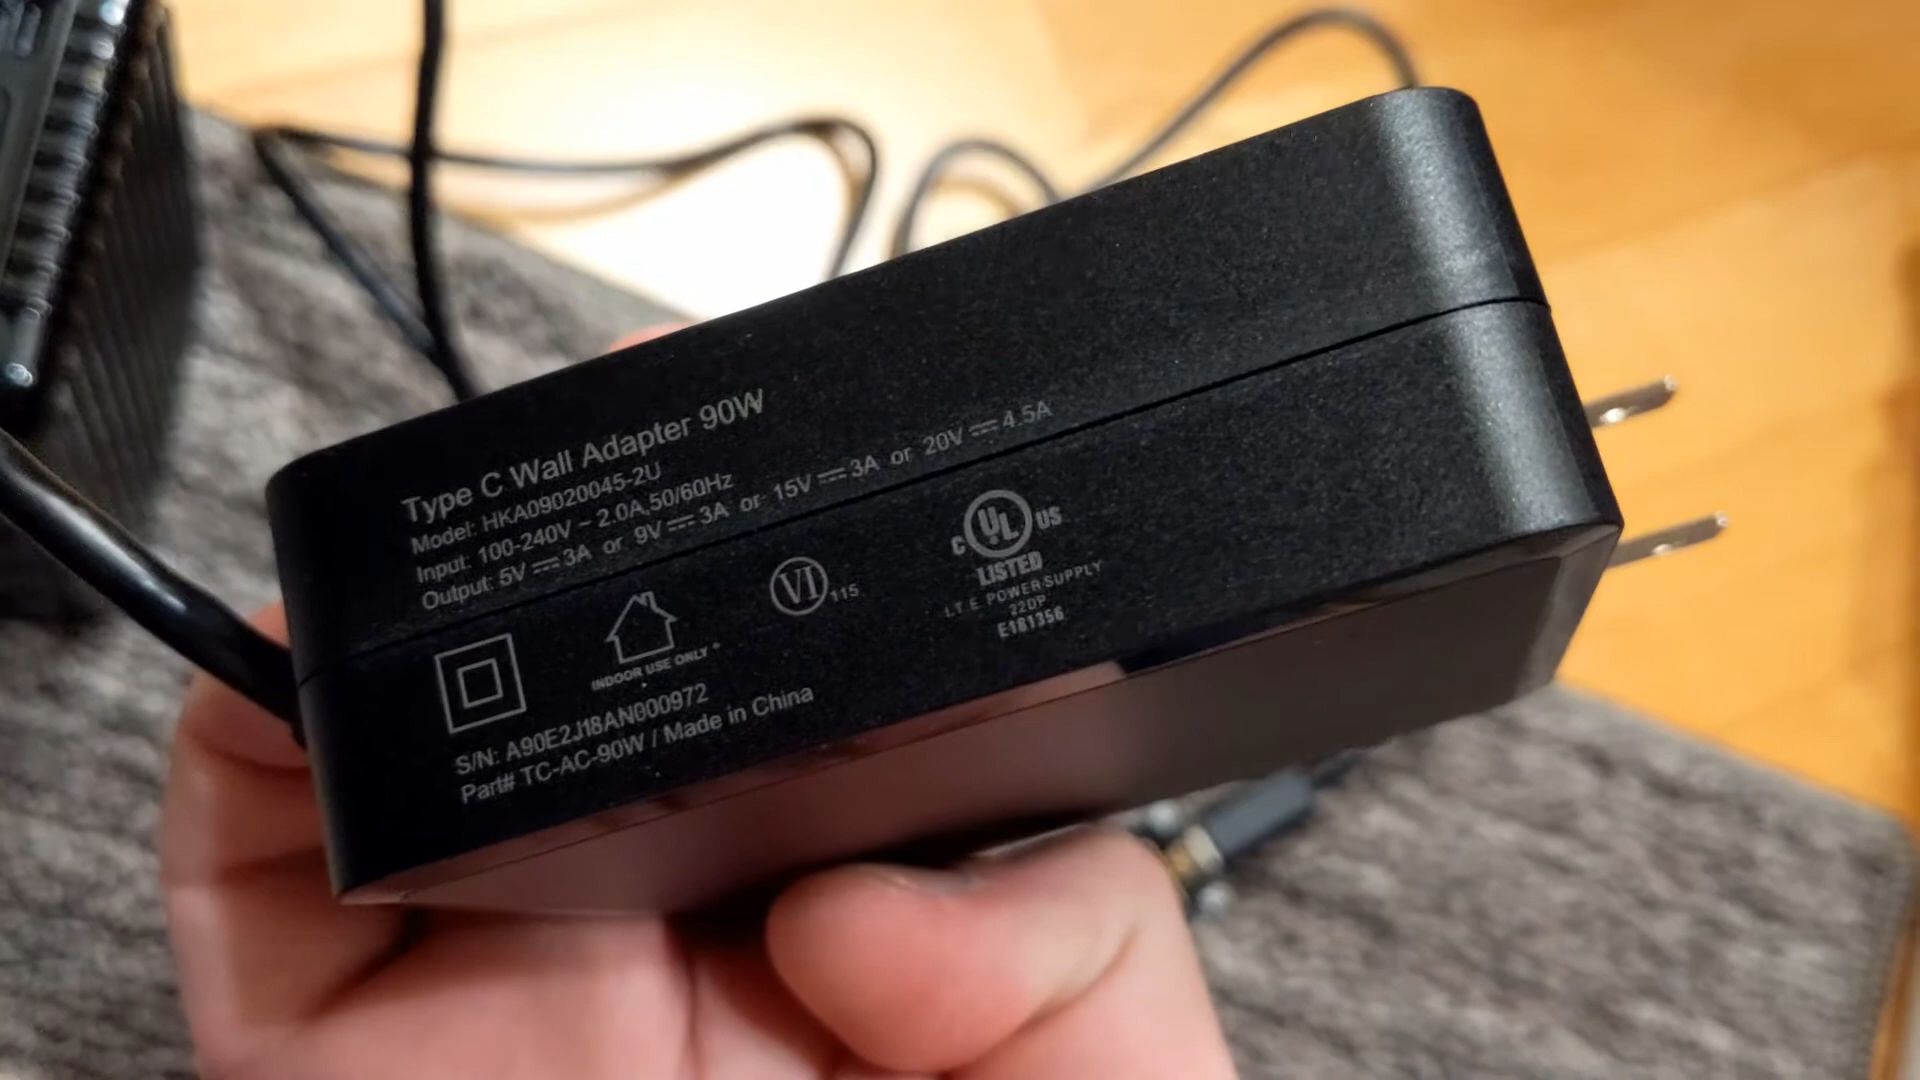 Type C Wall Adapter 90W
Model: HKA09020045-2U
Input: 100-240V ~ 2.0A,50/60Hz
Output: 5V ⎓ 3A or 9V ⎓ 3A or 15V ⎓ 3A or 20V ⎓ 4.5A
INDOOR USE ONLY
VI 115
C UL US
LISTED
I.T.E. POWER SUPPLY
22DP
E181356
S/N: A90E2J18AN000972
Part# TC-AC-90W / Made in China